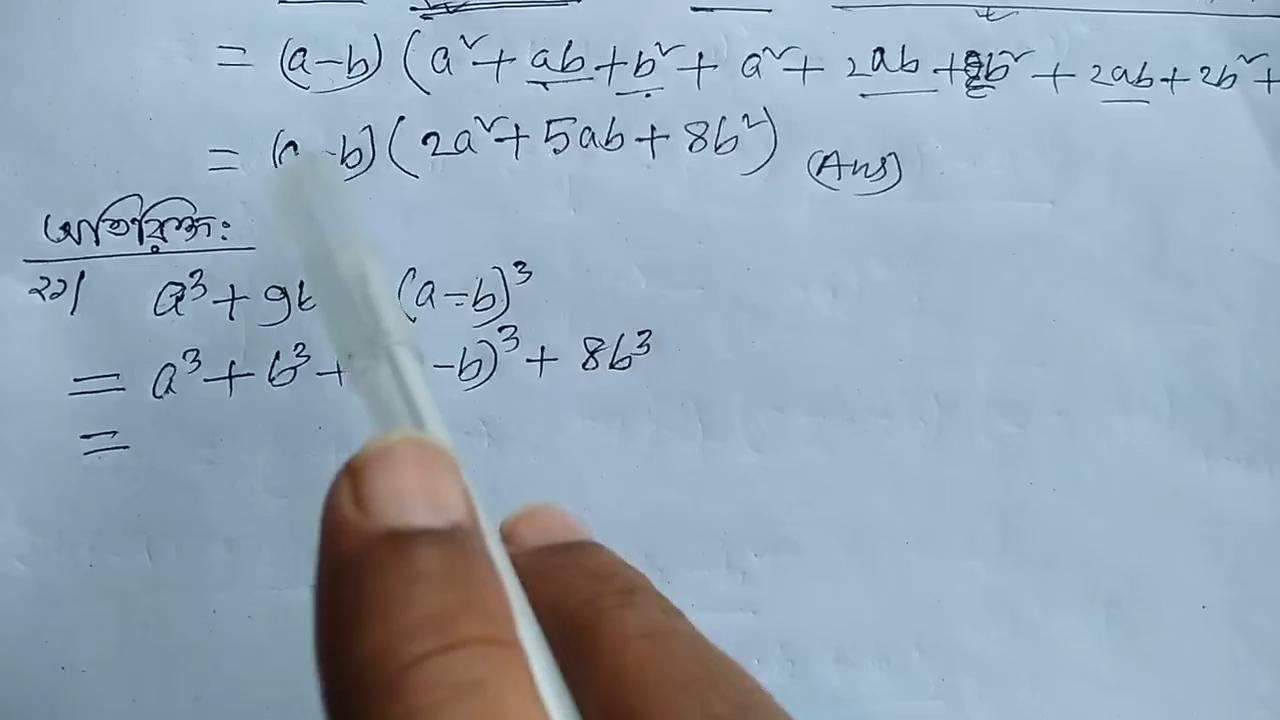 = (a-b) (a² + ab + b² + a² + 2ab + b² + 2ab + 2b² +
= (a-b) (2a² + 5ab + 8b²) (Ans)
অতিরিক্ত:
২২। a³ + 9b (a-b)³
= a³ + b³ + -b)³ + 8b³
=